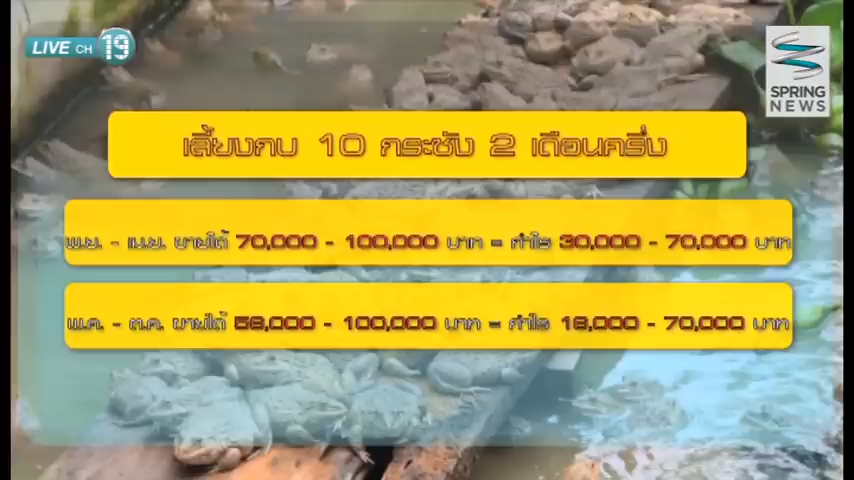 LIVE CH 19
SPRING
NEWS
เลี้ยงกบ 10 กระชัง 2 เดือนครึ่ง
พ.ย. - เม.ย. ขายได้ 70,000 - 100,000 บาท = กำไร 30,000 - 70,000 บาท
พ.ค. - ต.ค. ขายได้ 58,000 - 100,000 บาท = กำไร 18,000 - 70,000 บาท